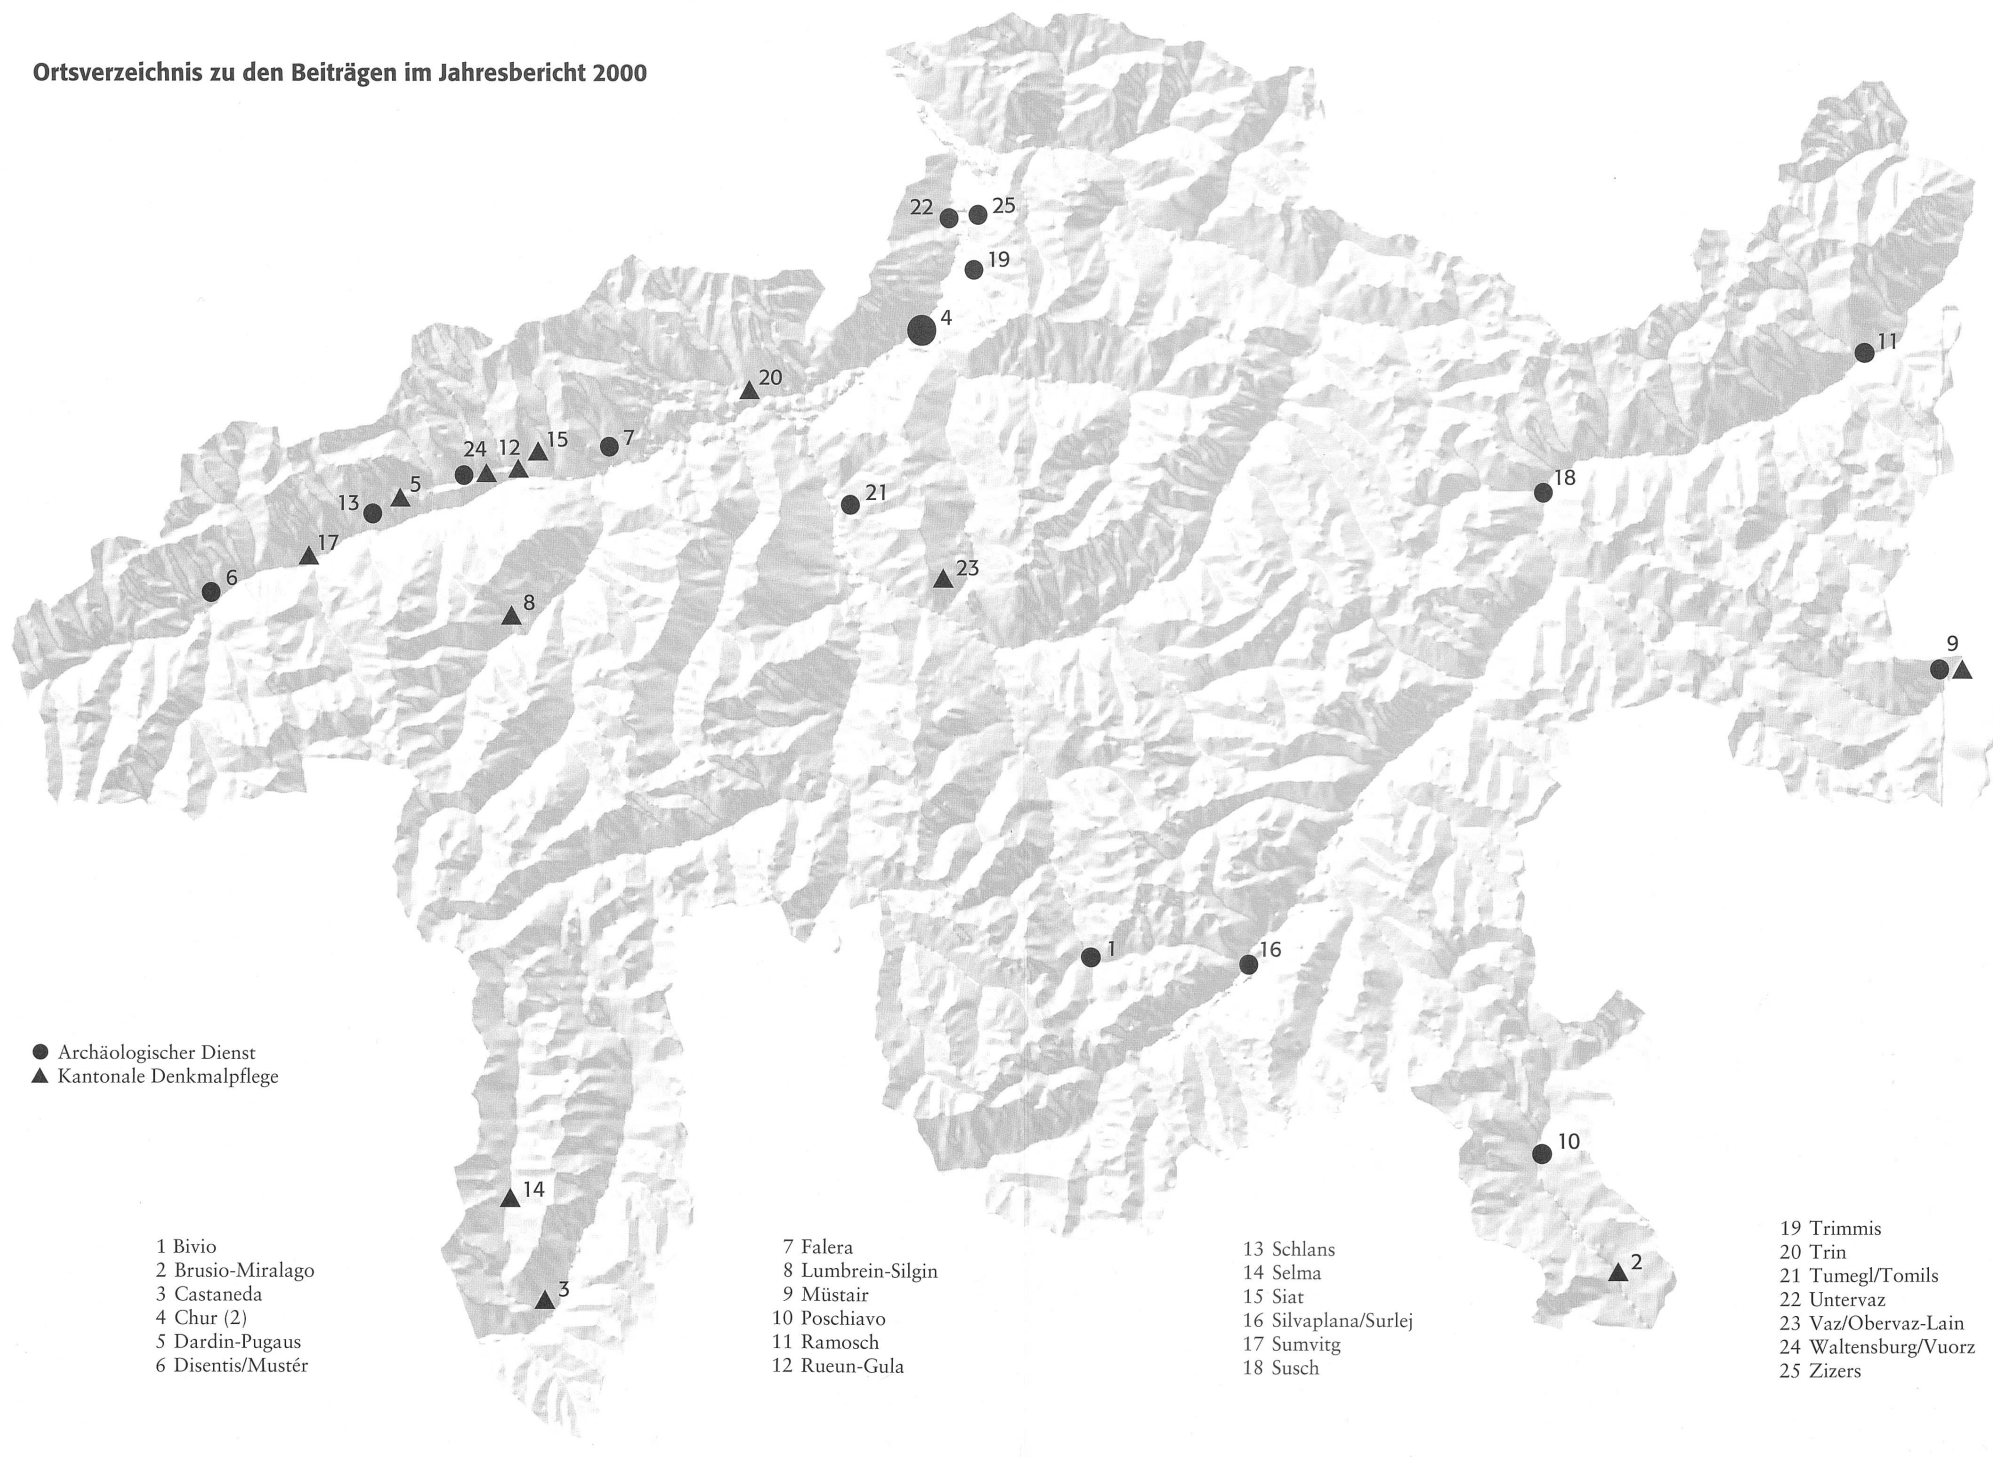 Ortsverzeichnis zu den Beiträgen im Jahresbericht 2000
22
25
19
4
11
20
7
15
12
24
5
13
17
6
8
21
23
18
9
1
16
10
2
14
3
Archäologischer Dienst
Kantonale Denkmalpflege
1 Bivio
2 Brusio-Miralago
3 Castaneda
4 Chur (2)
5 Dardin-Pugaus
6 Disentis/Mustér
7 Falera
8 Lumbrein-Silgin
9 Müstair
10 Poschiavo
11 Ramosch
12 Rueun-Gula
13 Schlans
14 Selma
15 Siat
16 Silvaplana/Surlej
17 Sumvitg
18 Susch
19 Trimmis
20 Trin
21 Tumegl/Tomils
22 Untervaz
23 Vaz/Obervaz-Lain
24 Waltensburg/Vuorz
25 Zizers